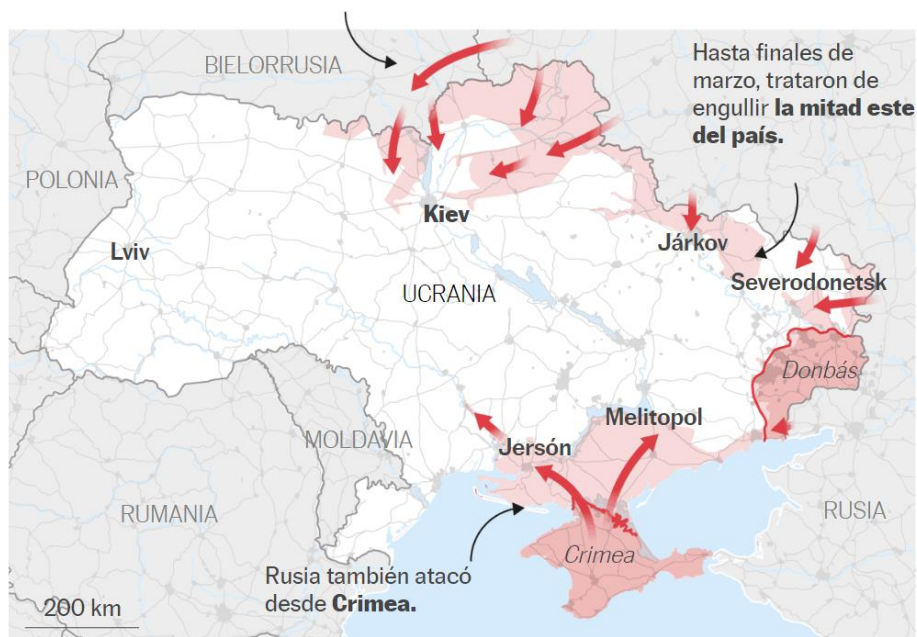 BIELORRUSIA
Hasta finales de
marzo, trataron de
engullir la mitad este
del país.
POLONIA
Kiev
Lviv
Járkov
Severodonetsk
UCRANIA
Donbás
Melitopol
MOLDAVIA
Jersón
RUMANIA
RUSIA
Crimea
Rusia también atacó
desde Crimea.
200 km